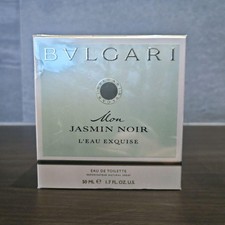 BVLGARI
Mon
JASMIN NOIR
L'EAU EXQUISE
EAU DE TOILETTE
50 ML ℮ 1.7 FL. OZ. U.S.